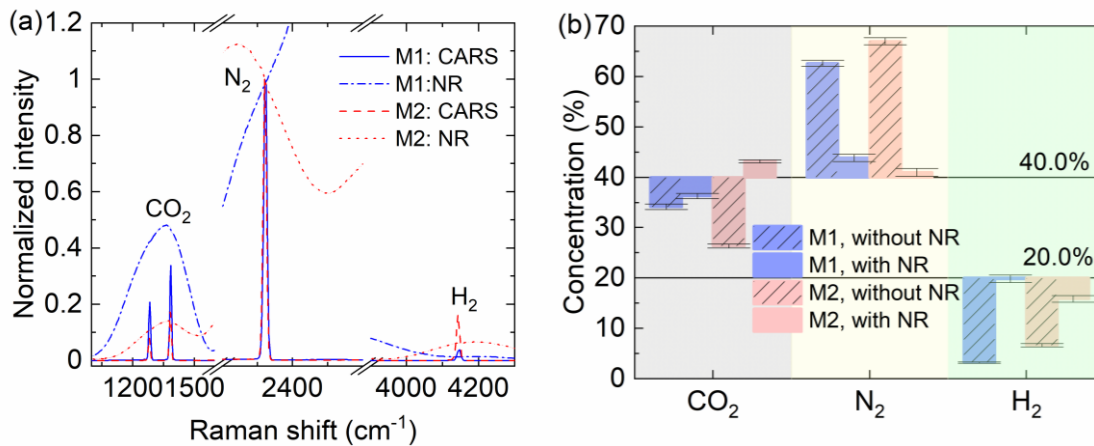 (a)
1.2
1
0.8
0.6
0.4
0.2
0
Normalized intensity
N₂
CO₂
H₂
M1: CARS
M1:NR
M2: CARS
M2: NR
1200 1500 2400 4000 4200
Raman shift (cm⁻¹)
(b)
70
60
50
40
30
20
10
0
Concentration (%)
40.0%
20.0%
M1, without NR
M1, with NR
M2, without NR
M2, with NR
CO₂ N₂ H₂